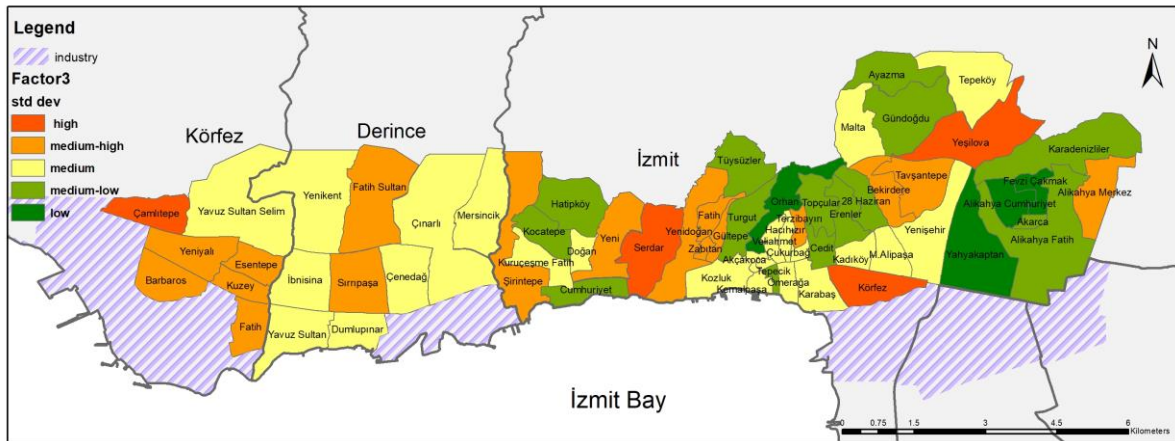 Legend
industry
Factor3
std dev
high
medium-high
medium
medium-low
low
N
Körfez
Derince
İzmit
Ayazma
Tepeköy
Gündoğdu
Malta
Yeşilova
Karadenizliler
Tüysüzler
Tavşantepe
Fevzi Çakmak
Bekirdere
Alikahya Merkez
Fatih Sultan
Yenikent
Orhan
Topçular
28 Haziran
Erenler
Alikahya Cumhuriyet
Akarca
Hatipköy
Çamlıtepe
Yavuz Sultan Selim
Çınarlı
Mersincik
Fatih
Turgut
Terzibayırı
Hacıhızır
Yenişehir
Alikahya Fatih
Kocatepe
Yeni
Serdar
Yenidoğan
Gültepe
Zabıtan
Veliahmet
Çukurbağ
Cedit
Kadıköy
M.Alipaşa
Yahyakaptan
Yeniyalı
Doğan
Akçakoca
Esentepe
Kuruçeşme Fatih
Kozluk
Tepecik
Barbaros
Kuzey
İbnisina
Sırrıpaşa
Çenedağ
Şirintepe
Cumhuriyet
Kemalpaşa
Ömerağa
Karabaş
Körfez
Fatih
Yavuz Sultan
Dumlupınar
İzmit Bay
0 0.75 1.5 3 4.5 6
Kilometers